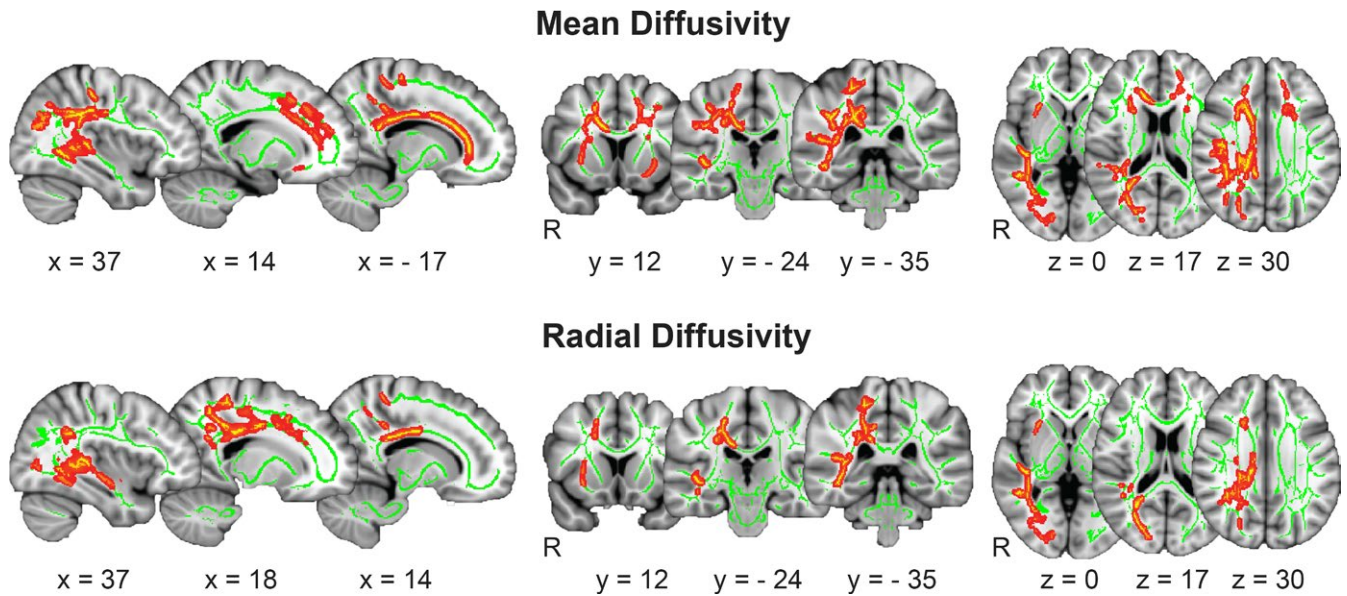 Mean Diffusivity
R
x = 37 x = 14 x = - 17 y = 12 y = - 24 y = - 35 z = 0 z = 17 z = 30
R
Radial Diffusivity
R
x = 37 x = 18 x = 14 y = 12 y = - 24 y = - 35 z = 0 z = 17 z = 30
R